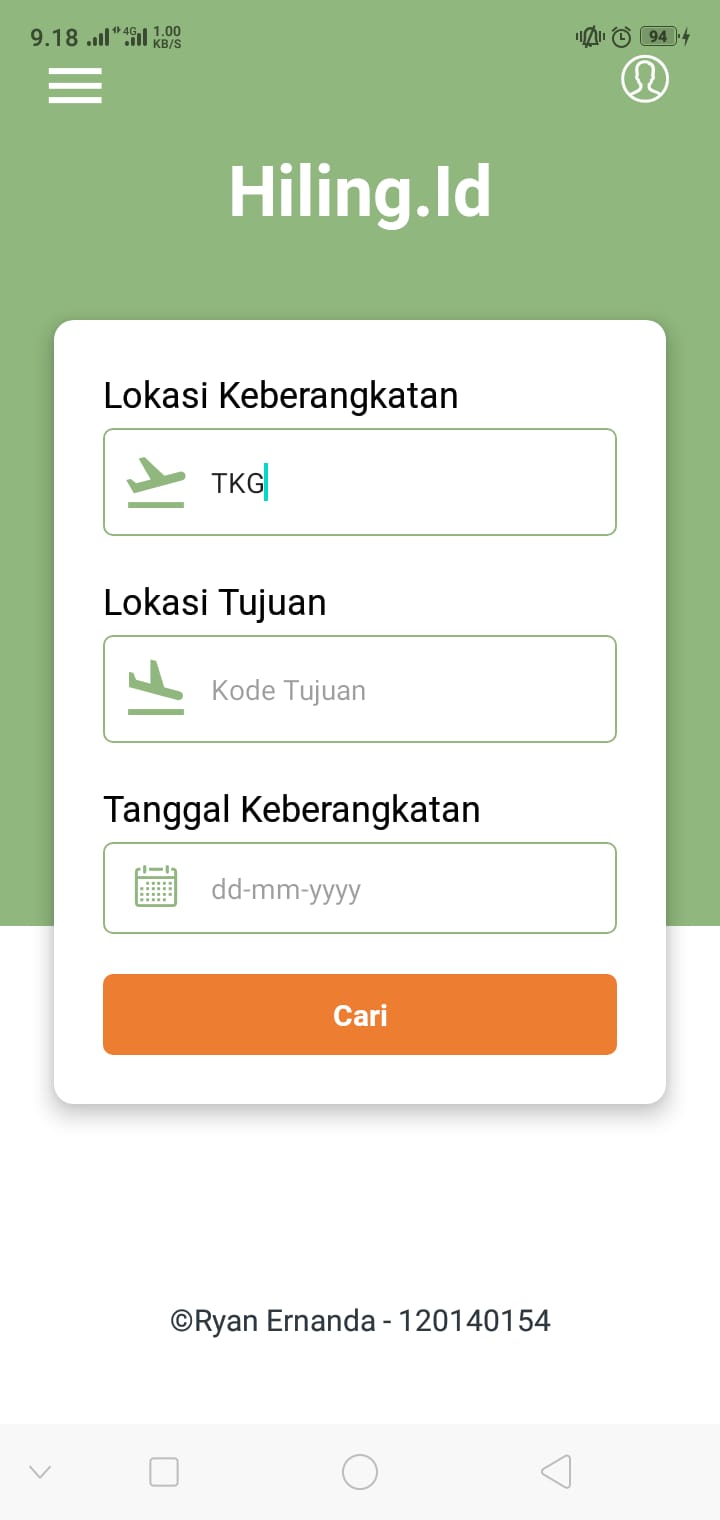 9.18 4G 1.00 KB/S 94
Hiling.Id
Lokasi Keberangkatan
TKG
Lokasi Tujuan
Kode Tujuan
Tanggal Keberangkatan
dd-mm-yyyy
Cari
©Ryan Ernanda - 120140154